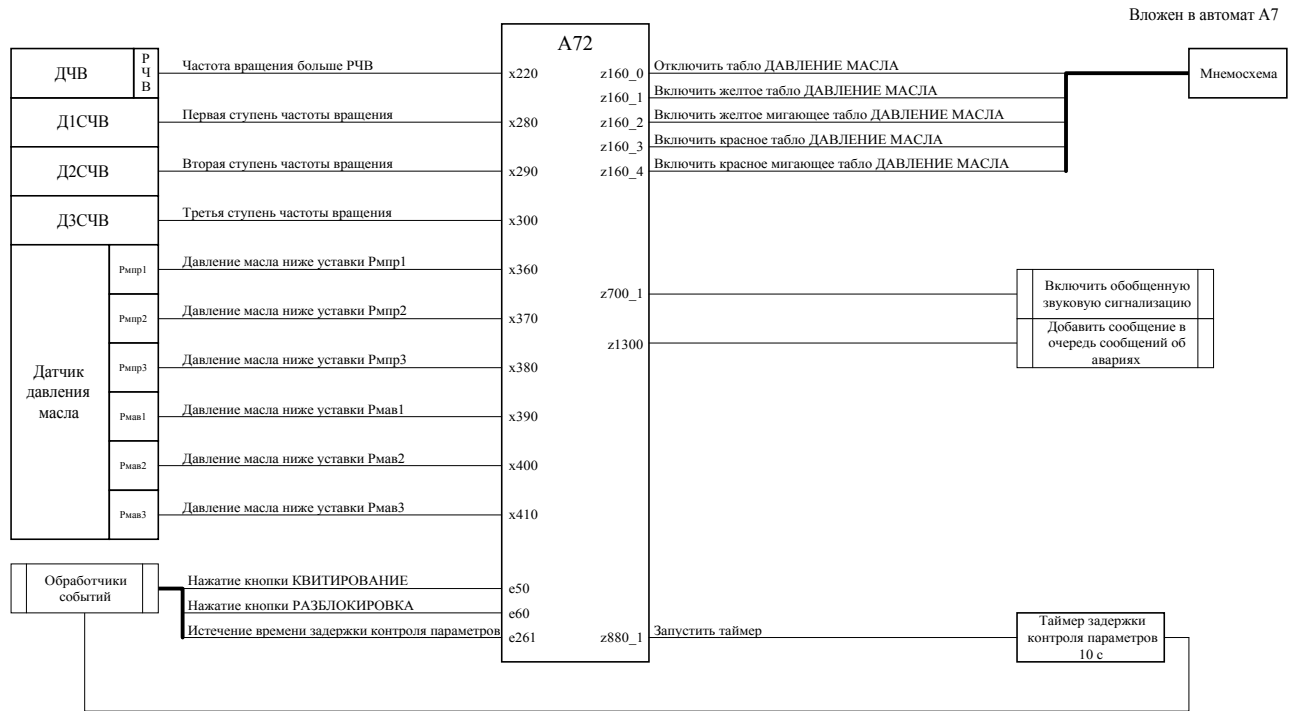 Вложен в автомат А7
А72
ДЧВ
Р
Ч
В
Частота вращения больше РЧВ
x220
Д1СЧВ
Первая ступень частоты вращения
x280
Д2СЧВ
Вторая ступень частоты вращения
x290
Д3СЧВ
Третья ступень частоты вращения
x300
Датчик
давления
масла
Рмпр1
Давление масла ниже уставки Рмпр1
x360
Рмпр2
Давление масла ниже уставки Рмпр2
x370
Рмпр3
Давление масла ниже уставки Рмпр3
x380
Рмав1
Давление масла ниже уставки Рмав1
x390
Рмав2
Давление масла ниже уставки Рмав2
x400
Рмав3
Давление масла ниже уставки Рмав3
x410
Обработчики
событий
Нажатие кнопки КВИТИРОВАНИЕ
e50
Нажатие кнопки РАЗБЛОКИРОВКА
e60
Истечение времени задержки контроля параметров
e261
z160_0
Отключить табло ДАВЛЕНИЕ МАСЛА
z160_1
Включить желтое табло ДАВЛЕНИЕ МАСЛА
z160_2
Включить желтое мигающее табло ДАВЛЕНИЕ МАСЛА
z160_3
Включить красное табло ДАВЛЕНИЕ МАСЛА
z160_4
Включить красное мигающее табло ДАВЛЕНИЕ МАСЛА
Мнемосхема
z700_1
Включить обобщенную
звуковую сигнализацию
z1300
Добавить сообщение в
очередь сообщений об
авариях
z880_1
Запустить таймер
Таймер задержки
контроля параметров
10 с